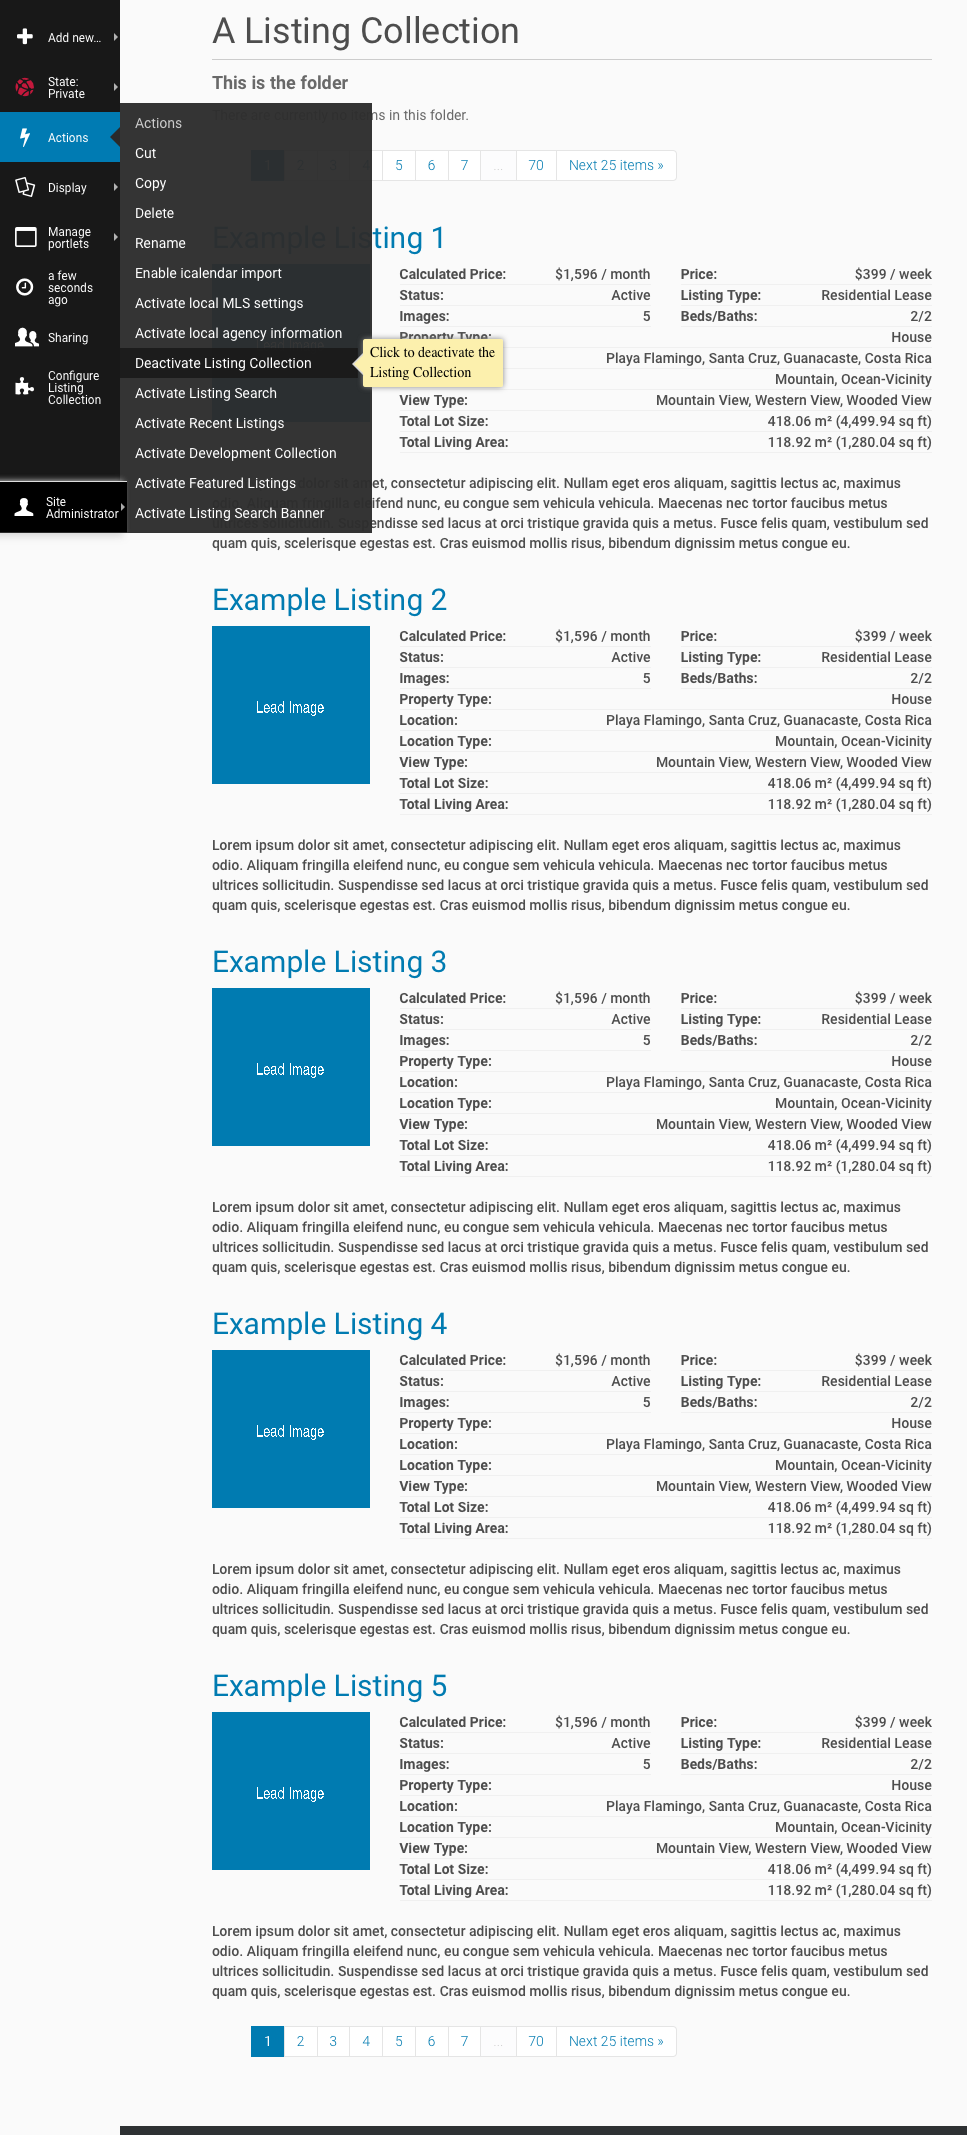 Add new...
State:
Private
Actions
Display
Manage
portlets
a few
seconds
ago
Sharing
Configure
Listing
Collection
Site
Administrator
Actions
Cut
Copy
Delete
Rename
Enable icalendar import
Activate local MLS settings
Activate local agency information
Deactivate Listing Collection
Activate Listing Search
Activate Recent Listings
Activate Development Collection
Activate Featured Listings
Activate Listing Search Banner
Click to deactivate the
Listing Collection
A Listing Collection
This is the folder
There are currently no items in this folder.
1 2 3 4 5 6 7 ... 70 Next 25 items »
Example Listing 1
Calculated Price: $1,596 / month Price: $399 / week
Status: Active Listing Type: Residential Lease
Images: 5 Beds/Baths: 2/2
Property Type: House
Playa Flamingo, Santa Cruz, Guanacaste, Costa Rica
Mountain, Ocean-Vicinity
View Type: Mountain View, Western View, Wooded View
Total Lot Size: 418.06 m² (4,499.94 sq ft)
Total Living Area: 118.92 m² (1,280.04 sq ft)
dolor sit amet, consectetur adipiscing elit. Nullam eget eros aliquam, sagittis lectus ac, maximus
odio. Aliquam fringilla eleifend nunc, eu congue sem vehicula vehicula. Maecenas nec tortor faucibus metus
ultrices sollicitudin. Suspendisse sed lacus at orci tristique gravida quis a metus. Fusce felis quam, vestibulum sed
quam quis, scelerisque egestas est. Cras euismod mollis risus, bibendum dignissim metus congue eu.
Example Listing 2
Lead Image
Calculated Price: $1,596 / month Price: $399 / week
Status: Active Listing Type: Residential Lease
Images: 5 Beds/Baths: 2/2
Property Type: House
Location: Playa Flamingo, Santa Cruz, Guanacaste, Costa Rica
Location Type: Mountain, Ocean-Vicinity
View Type: Mountain View, Western View, Wooded View
Total Lot Size: 418.06 m² (4,499.94 sq ft)
Total Living Area: 118.92 m² (1,280.04 sq ft)
Lorem ipsum dolor sit amet, consectetur adipiscing elit. Nullam eget eros aliquam, sagittis lectus ac, maximus
odio. Aliquam fringilla eleifend nunc, eu congue sem vehicula vehicula. Maecenas nec tortor faucibus metus
ultrices sollicitudin. Suspendisse sed lacus at orci tristique gravida quis a metus. Fusce felis quam, vestibulum sed
quam quis, scelerisque egestas est. Cras euismod mollis risus, bibendum dignissim metus congue eu.
Example Listing 3
Lead Image
Calculated Price: $1,596 / month Price: $399 / week
Status: Active Listing Type: Residential Lease
Images: 5 Beds/Baths: 2/2
Property Type: House
Location: Playa Flamingo, Santa Cruz, Guanacaste, Costa Rica
Location Type: Mountain, Ocean-Vicinity
View Type: Mountain View, Western View, Wooded View
Total Lot Size: 418.06 m² (4,499.94 sq ft)
Total Living Area: 118.92 m² (1,280.04 sq ft)
Lorem ipsum dolor sit amet, consectetur adipiscing elit. Nullam eget eros aliquam, sagittis lectus ac, maximus
odio. Aliquam fringilla eleifend nunc, eu congue sem vehicula vehicula. Maecenas nec tortor faucibus metus
ultrices sollicitudin. Suspendisse sed lacus at orci tristique gravida quis a metus. Fusce felis quam, vestibulum sed
quam quis, scelerisque egestas est. Cras euismod mollis risus, bibendum dignissim metus congue eu.
Example Listing 4
Lead Image
Calculated Price: $1,596 / month Price: $399 / week
Status: Active Listing Type: Residential Lease
Images: 5 Beds/Baths: 2/2
Property Type: House
Location: Playa Flamingo, Santa Cruz, Guanacaste, Costa Rica
Location Type: Mountain, Ocean-Vicinity
View Type: Mountain View, Western View, Wooded View
Total Lot Size: 418.06 m² (4,499.94 sq ft)
Total Living Area: 118.92 m² (1,280.04 sq ft)
Lorem ipsum dolor sit amet, consectetur adipiscing elit. Nullam eget eros aliquam, sagittis lectus ac, maximus
odio. Aliquam fringilla eleifend nunc, eu congue sem vehicula vehicula. Maecenas nec tortor faucibus metus
ultrices sollicitudin. Suspendisse sed lacus at orci tristique gravida quis a metus. Fusce felis quam, vestibulum sed
quam quis, scelerisque egestas est. Cras euismod mollis risus, bibendum dignissim metus congue eu.
Example Listing 5
Lead Image
Calculated Price: $1,596 / month Price: $399 / week
Status: Active Listing Type: Residential Lease
Images: 5 Beds/Baths: 2/2
Property Type: House
Location: Playa Flamingo, Santa Cruz, Guanacaste, Costa Rica
Location Type: Mountain, Ocean-Vicinity
View Type: Mountain View, Western View, Wooded View
Total Lot Size: 418.06 m² (4,499.94 sq ft)
Total Living Area: 118.92 m² (1,280.04 sq ft)
Lorem ipsum dolor sit amet, consectetur adipiscing elit. Nullam eget eros aliquam, sagittis lectus ac, maximus
odio. Aliquam fringilla eleifend nunc, eu congue sem vehicula vehicula. Maecenas nec tortor faucibus metus
ultrices sollicitudin. Suspendisse sed lacus at orci tristique gravida quis a metus. Fusce felis quam, vestibulum sed
quam quis, scelerisque egestas est. Cras euismod mollis risus, bibendum dignissim metus congue eu.
1 2 3 4 5 6 7 ... 70 Next 25 items »